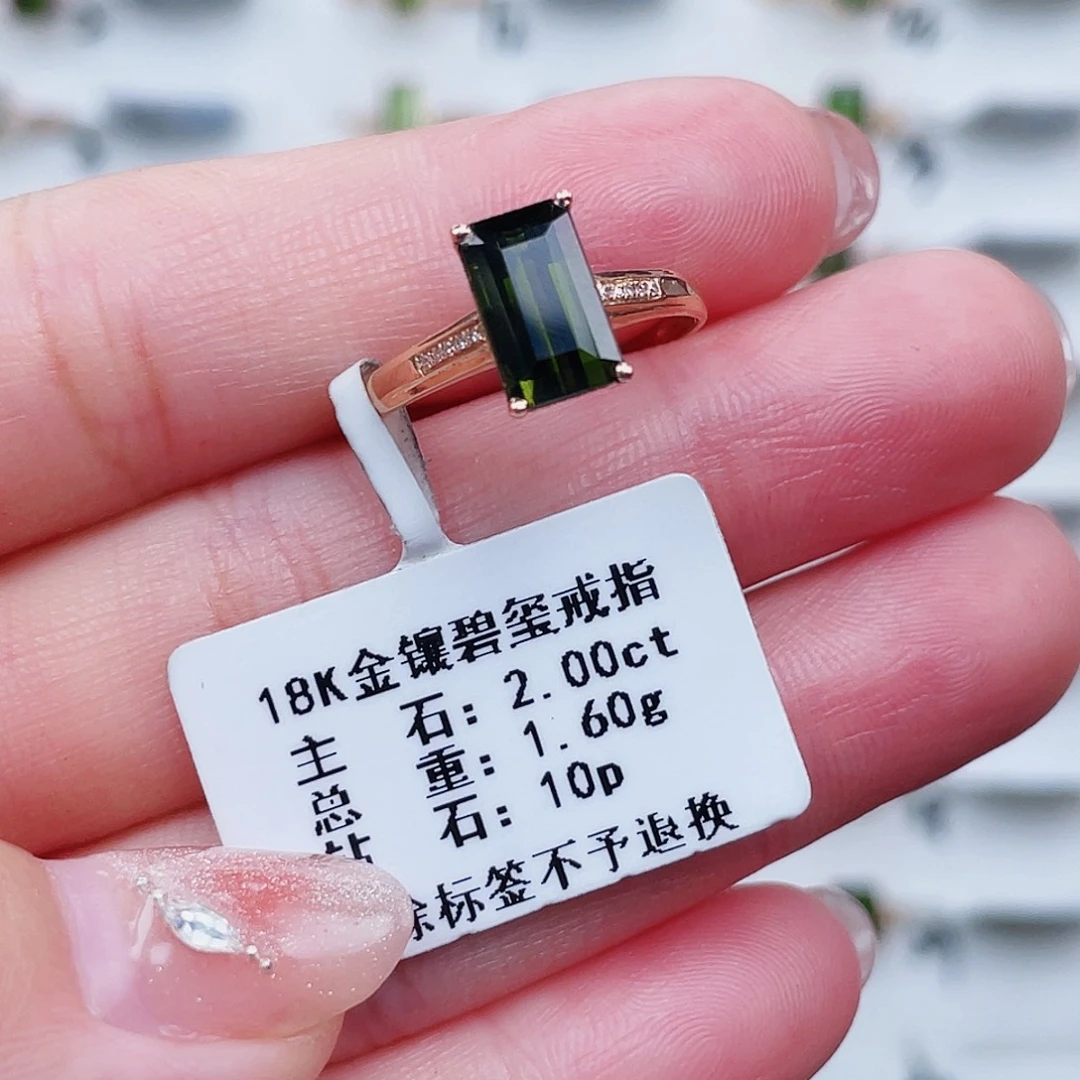 18K金镶碧玺戒指
主 石: 2.00ct
总 重: 1.60g
石: 10p
标签不予退换